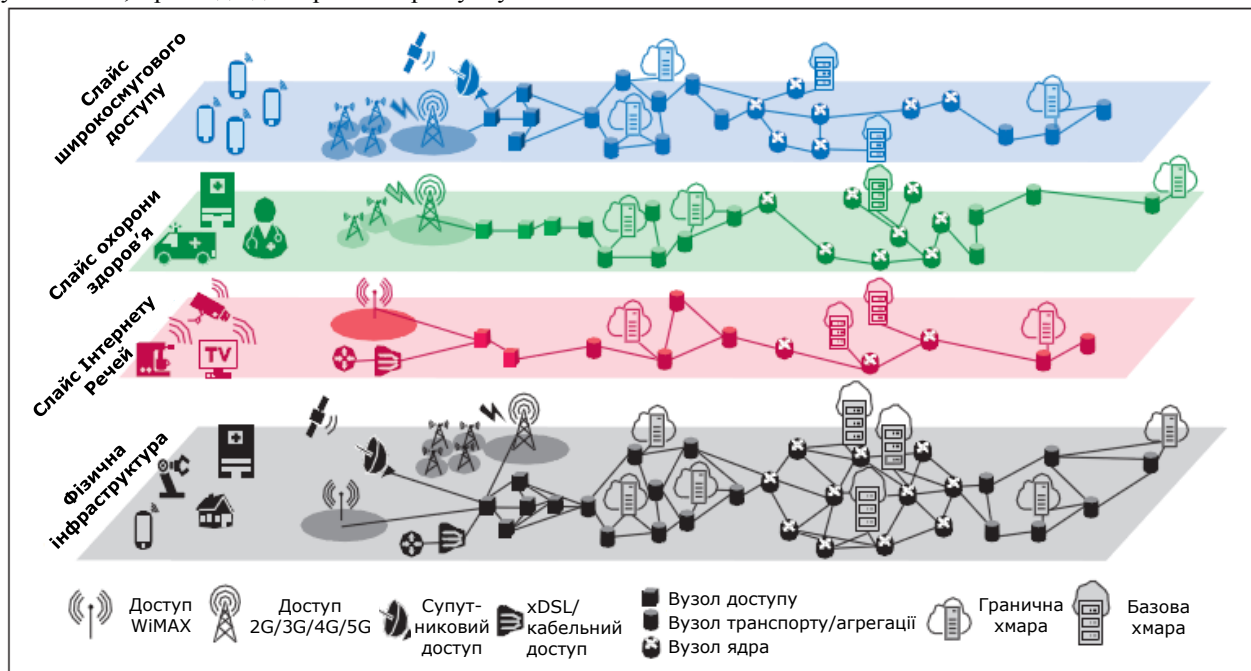 Слайс
широкосмугового
доступу
Слайс охорони
здоров'я
Слайс Інтернету
Речей
TV
Фізична
інфраструктура
Доступ
WiMAX
Доступ
2G/3G/4G/5G
Супут-
никовий
доступ
xDSL/
кабельний
доступ
Вузол доступу
Вузол транспорту/агрегації
Вузол ядра
Гранична
хмара
Базова
хмара